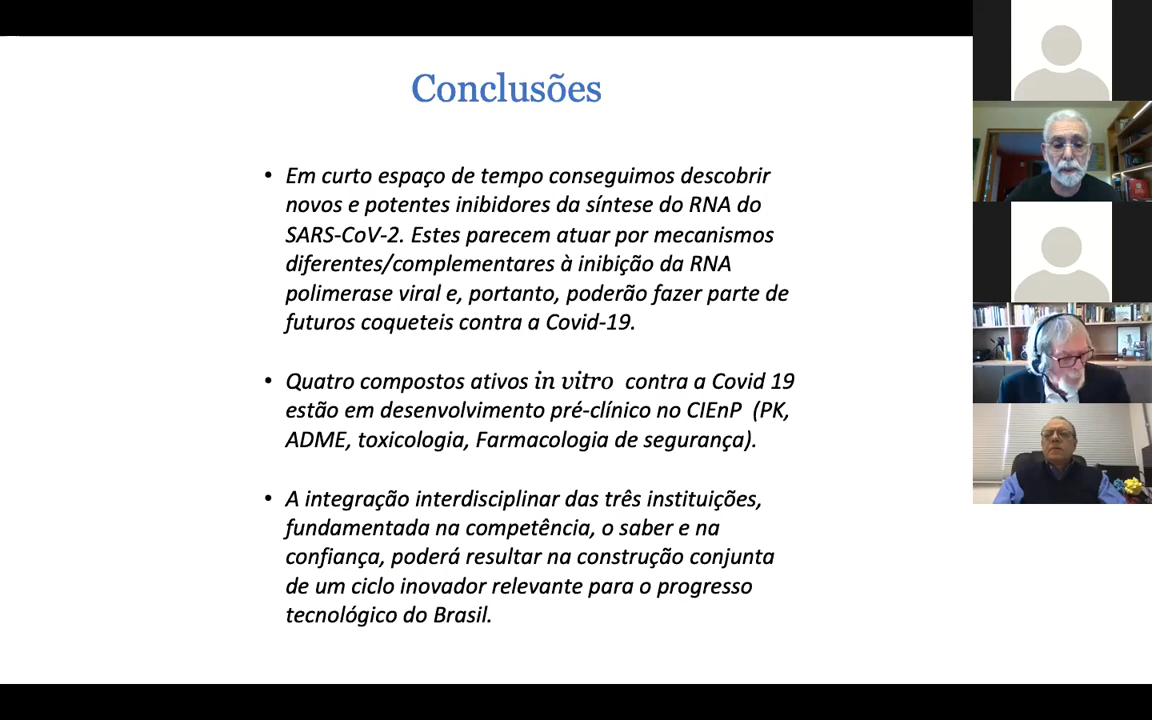 Conclusões
• Em curto espaço de tempo conseguimos descobrir
novos e potentes inibidores da síntese do RNA do
SARS-CoV-2. Estes parecem atuar por mecanismos
diferentes/complementares à inibição da RNA
polimerase viral e, portanto, poderão fazer parte de
futuros coqueteis contra a Covid-19.
• Quatro compostos ativos in vitro contra a Covid 19
estão em desenvolvimento pré-clínico no CIEnP (PK,
ADME, toxicologia, Farmacologia de segurança).
• A integração interdisciplinar das três instituições,
fundamentada na competência, o saber e na
confiança, poderá resultar na construção conjunta
de um ciclo inovador relevante para o progresso
tecnológico do Brasil.